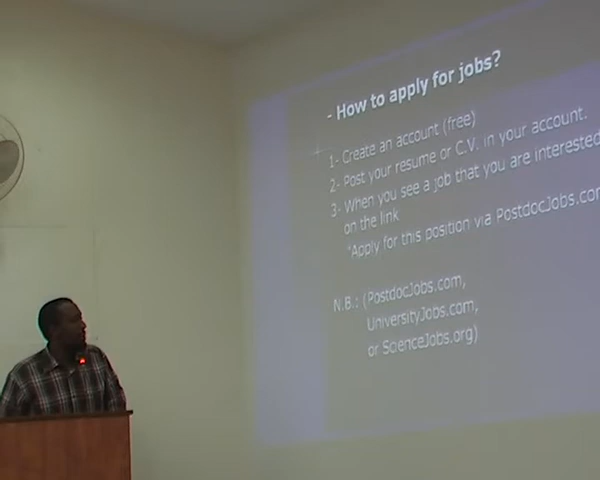 - How to apply for jobs?
1- Create an account (free)
2- Post your resume or C.V. in your account.
3- When you see a job that you are interested
on the link
"Apply for this position via PostdocJobs.com
N.B.: (PostdocJobs.com,
UniversityJobs.com,
or ScienceJobs.org)